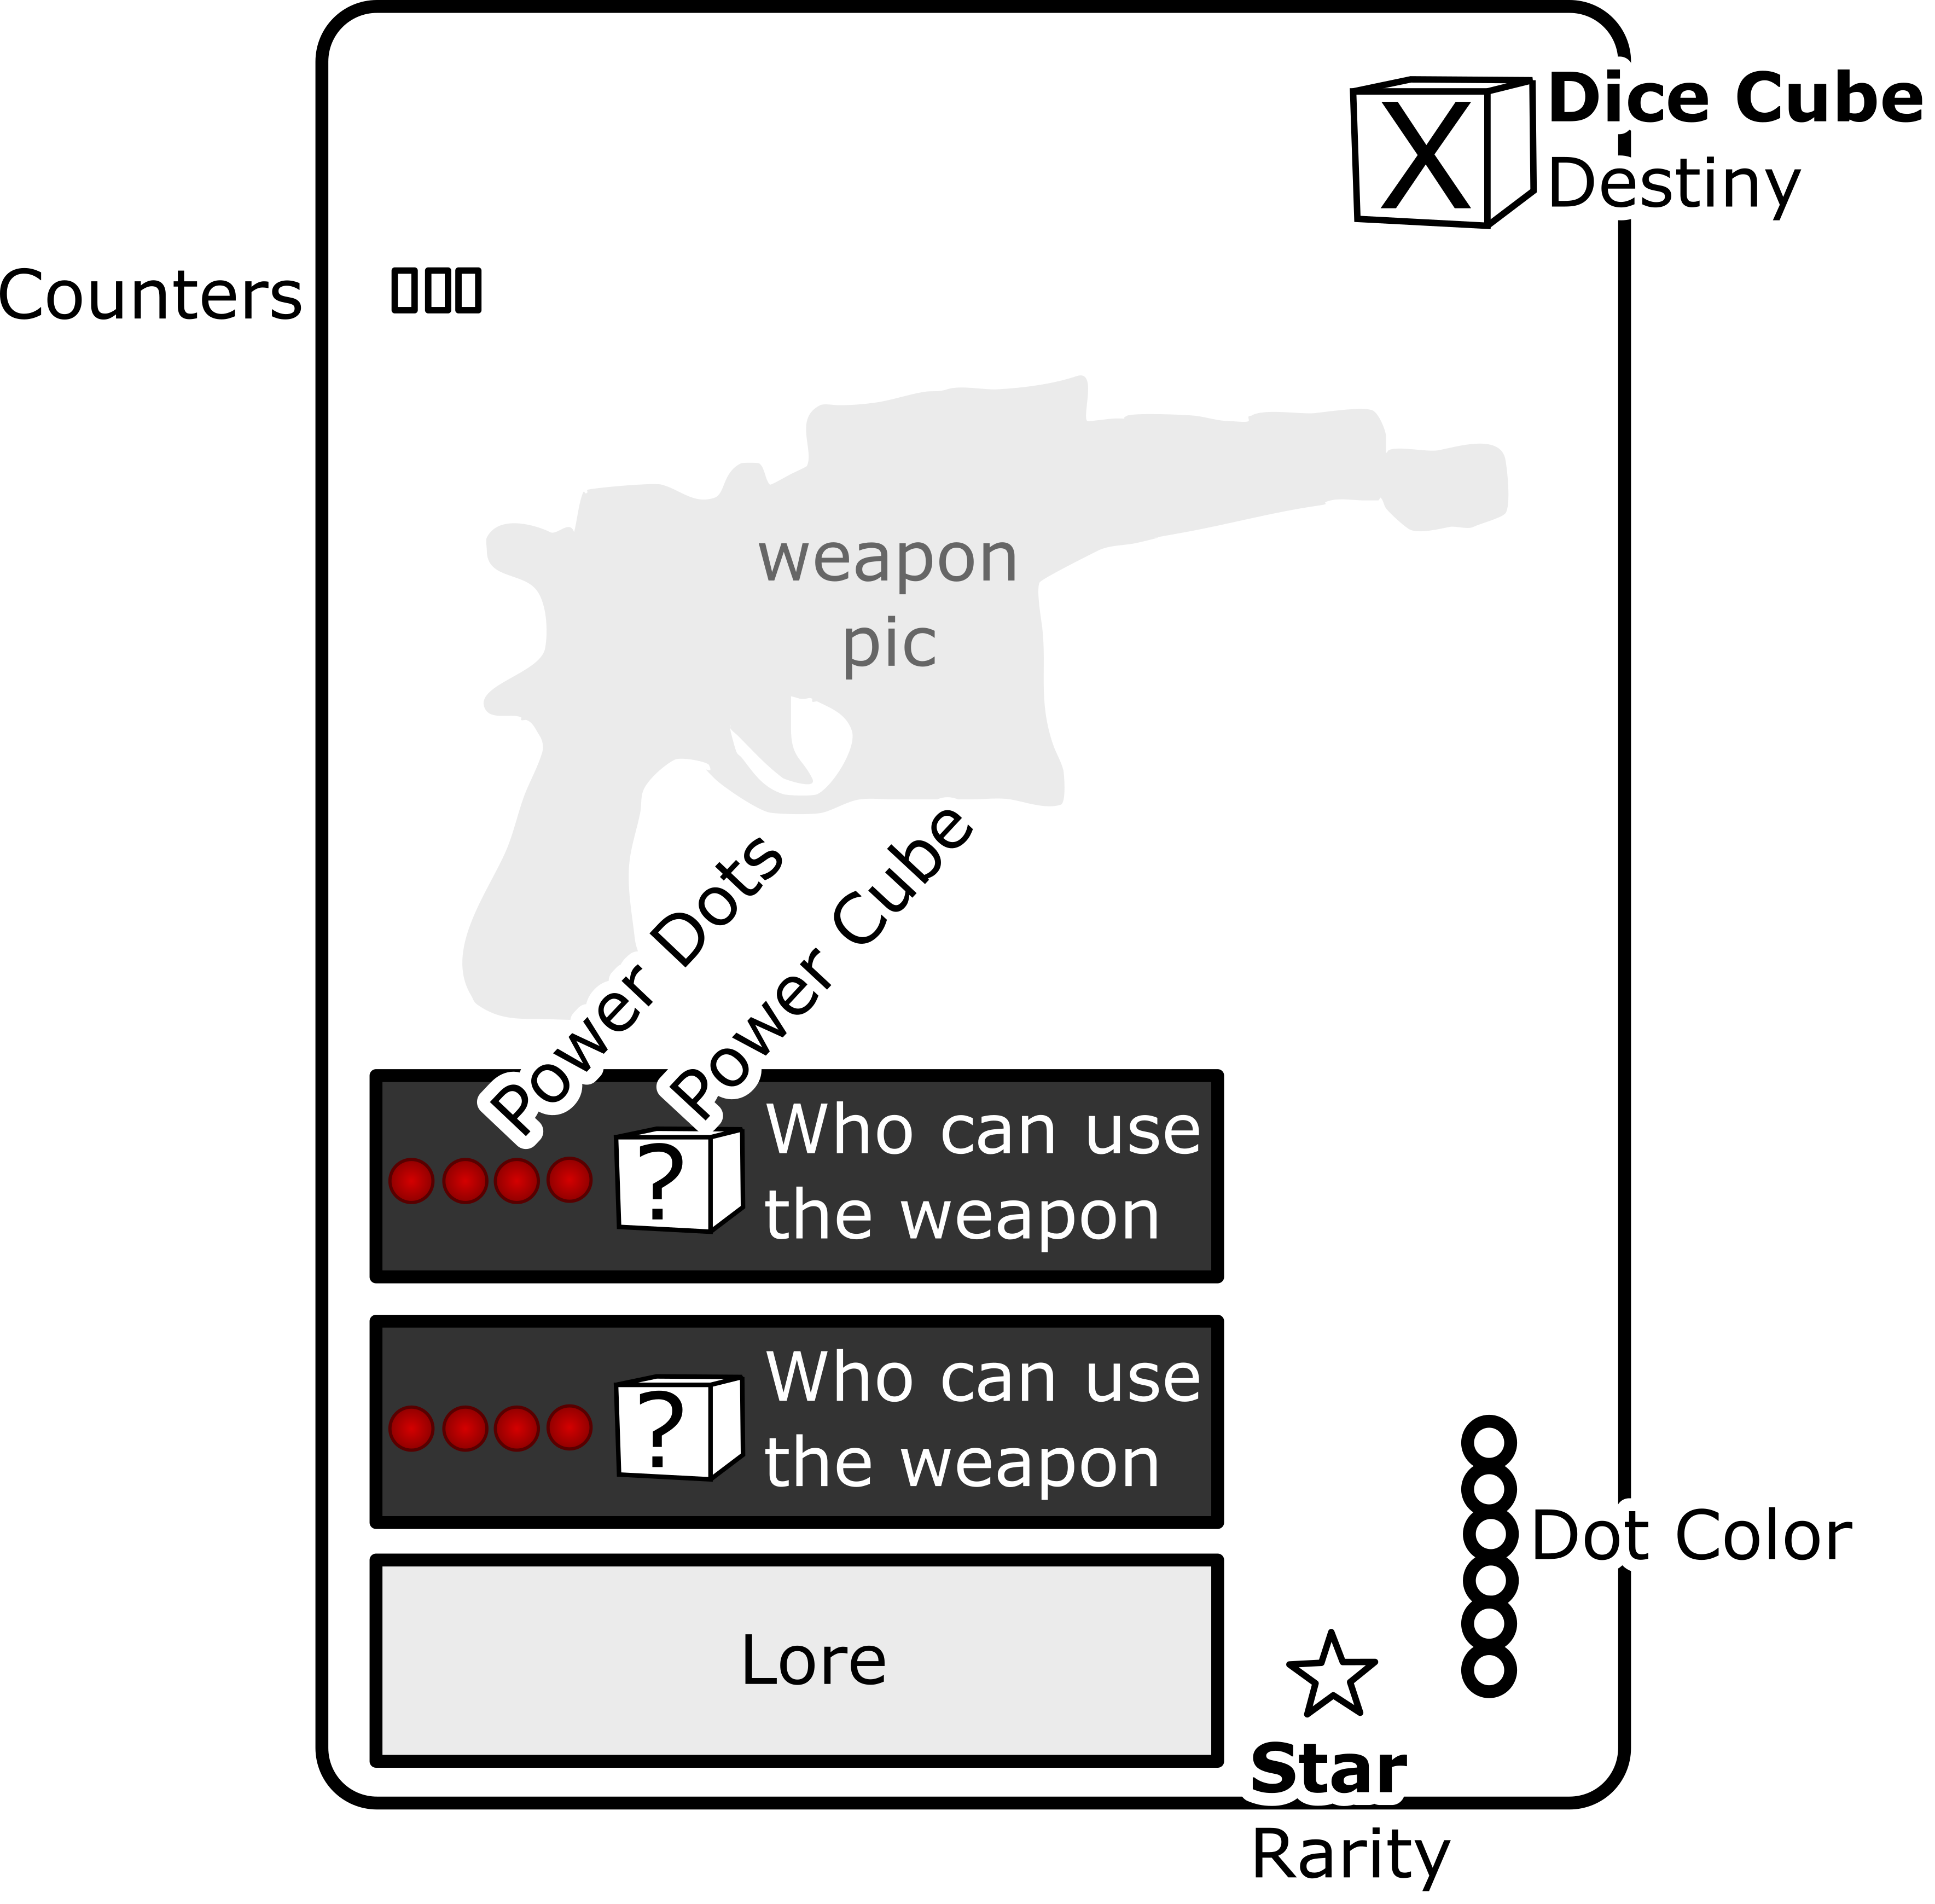 Dice Cube
X
Destiny
Counters
weapon
pic
Power Dots
Power Cube
Who can use
the weapon
?
Who can use
the weapon
?
Dot Color
Lore
Star
Rarity